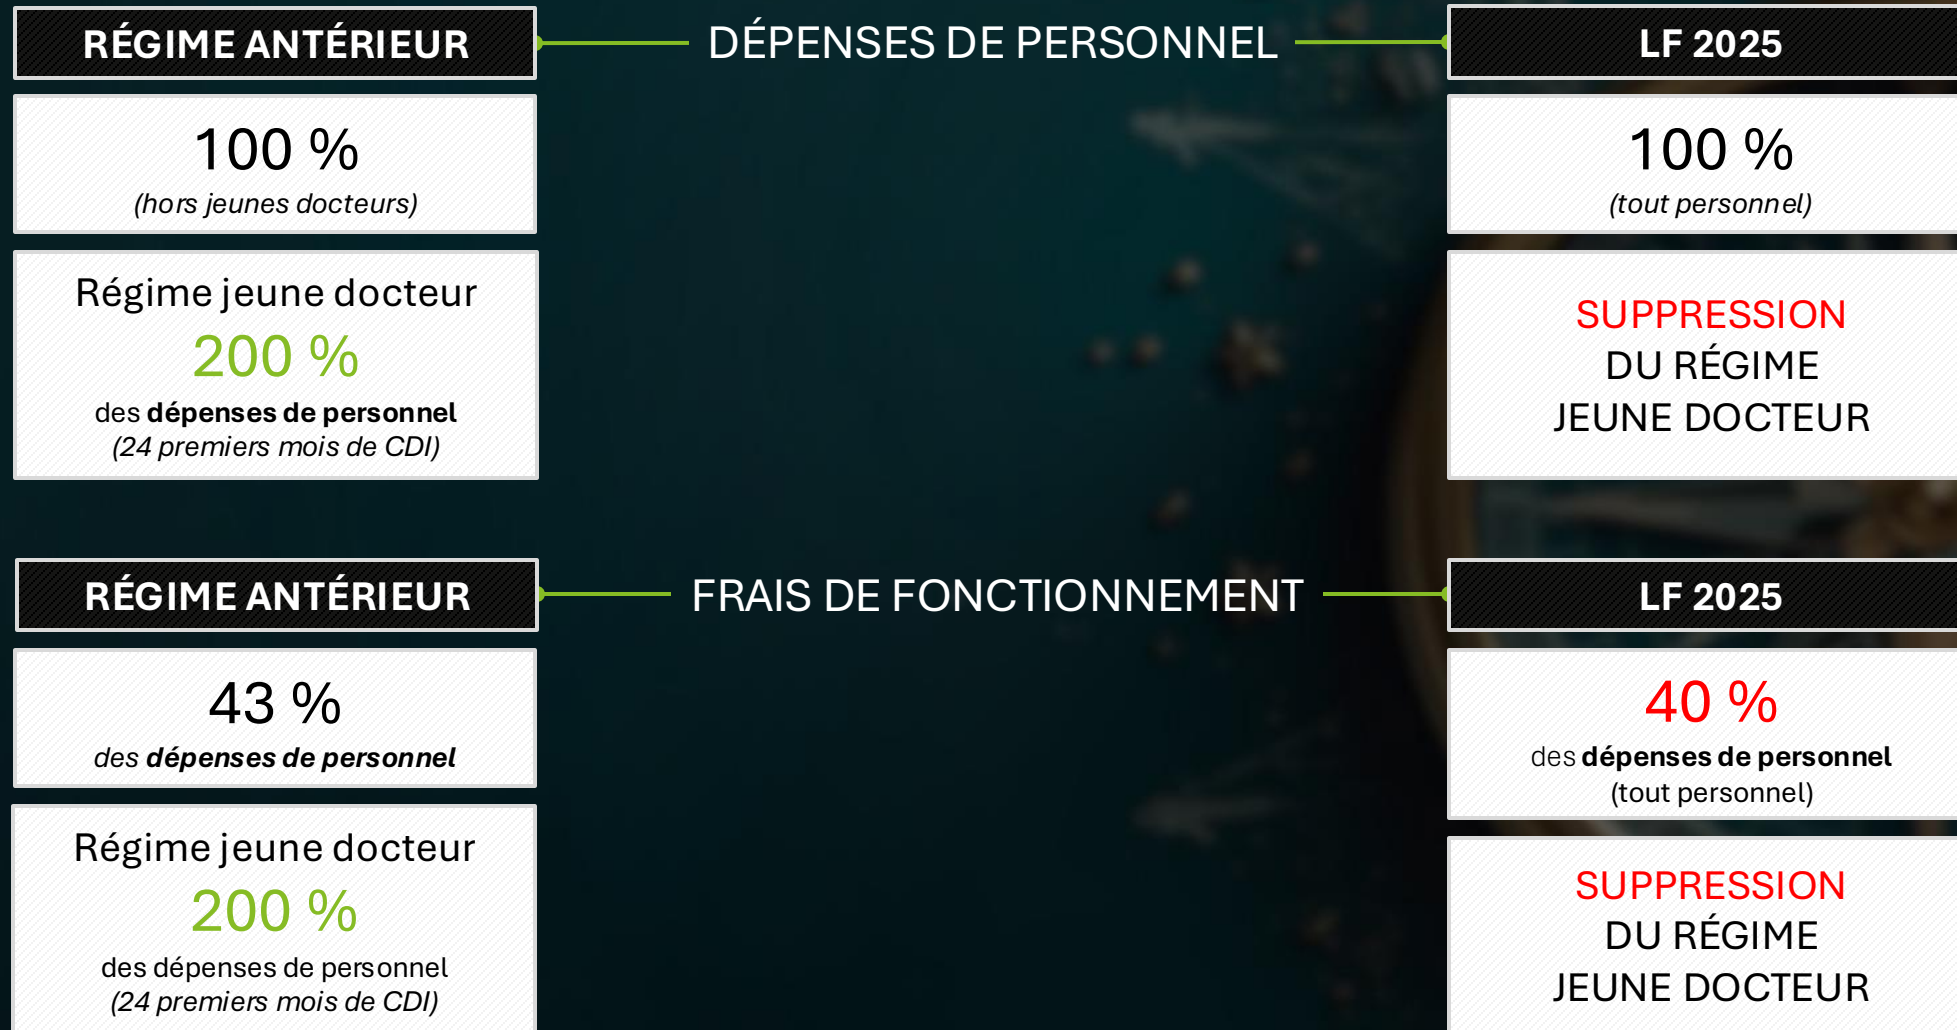 RÉGIME ANTÉRIEUR
DÉPENSES DE PERSONNEL
LF 2025
100 %
(hors jeunes docteurs)
100 %
(tout personnel)
Régime jeune docteur
200 %
des dépenses de personnel
(24 premiers mois de CDI)
SUPPRESSION
DU RÉGIME
JEUNE DOCTEUR
RÉGIME ANTÉRIEUR
FRAIS DE FONCTIONNEMENT
LF 2025
43 %
des dépenses de personnel
40 %
des dépenses de personnel
(tout personnel)
Régime jeune docteur
200 %
des dépenses de personnel
(24 premiers mois de CDI)
SUPPRESSION
DU RÉGIME
JEUNE DOCTEUR